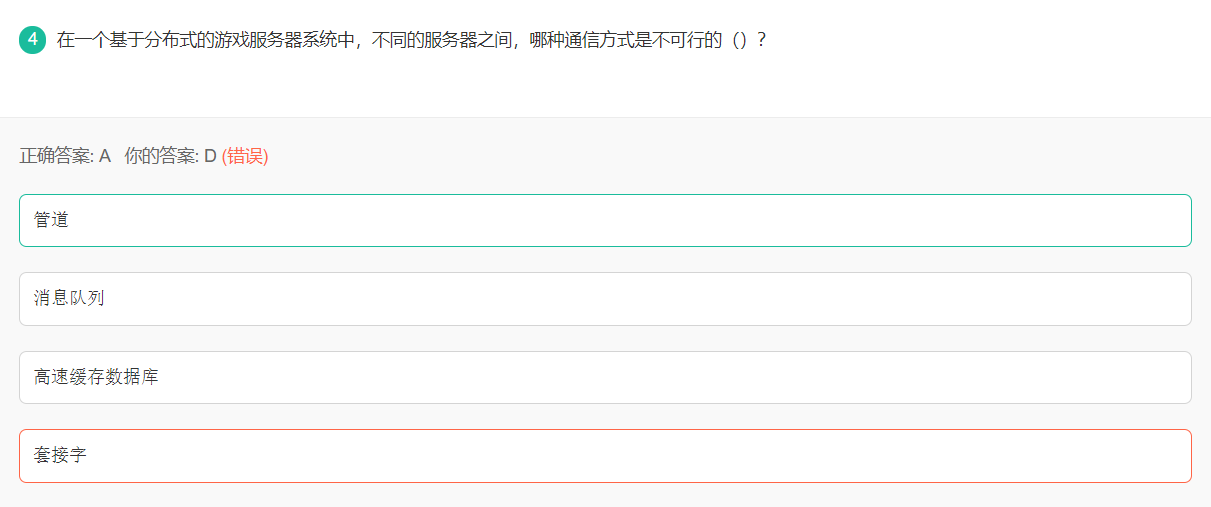 4 在一个基于分布式的游戏服务器系统中，不同的服务器之间，哪种通信方式是不可行的（）？
正确答案: A 你的答案: D (错误)
管道
消息队列
高速缓存数据库
套接字